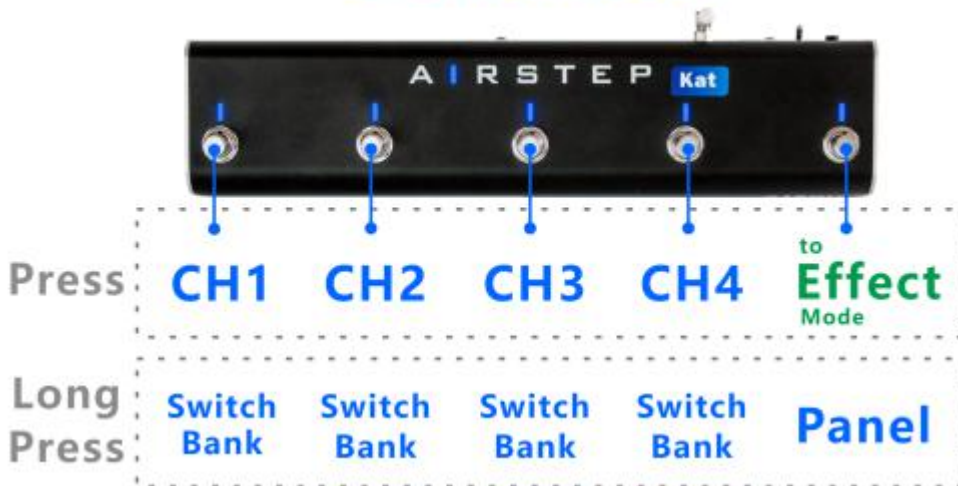 AIRSTEP Kat
Press CH1 CH2 CH3 CH4 to Effect Mode
Long Press Switch Bank Switch Bank Switch Bank Switch Bank Panel